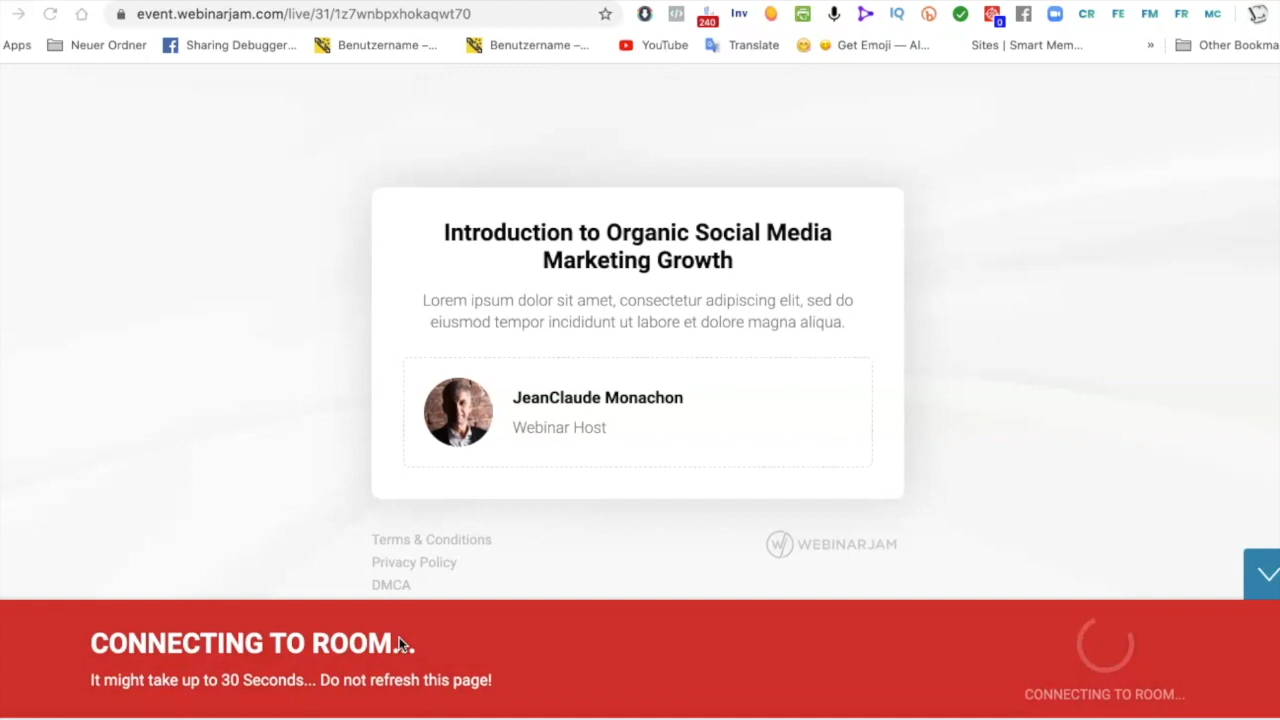 event.webinarjam.com/live/31/1z7wnbpxhokaqwt70
240
Inv
IQ
0
CR
FE
FM
FR
MC
Apps
Neuer Ordner
Sharing Debugger...
Benutzername –...
Benutzername –...
YouTube
Translate
Get Emoji — Al...
Sites | Smart Mem...
»
Other Bookma
Introduction to Organic Social Media
Marketing Growth
Lorem ipsum dolor sit amet, consectetur adipiscing elit, sed do
eiusmod tempor incididunt ut labore et dolore magna aliqua.
JeanClaude Monachon
Webinar Host
Terms & Conditions
Privacy Policy
DMCA
WEBINARJAM
CONNECTING TO ROOM...
It might take up to 30 Seconds... Do not refresh this page!
CONNECTING TO ROOM...